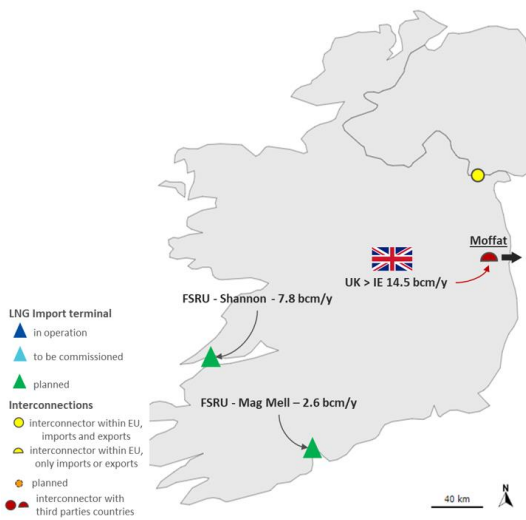 Moffat
UK > IE 14.5 bcm/y
FSRU - Shannon - 7.8 bcm/y
FSRU - Mag Mell – 2.6 bcm/y
LNG Import terminal
in operation
to be commissioned
planned
Interconnections
interconnector within EU,
imports and exports
interconnector within EU,
only imports or exports
planned
interconnector with
third parties countries
40 km
N